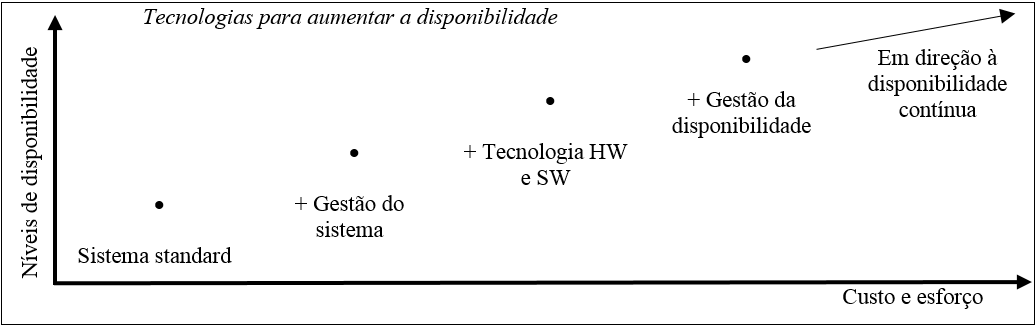 Tecnologias para aumentar a disponibilidade
Níveis de disponibilidade
Sistema standard
+ Gestão do
sistema
+ Tecnologia HW
e SW
+ Gestão da
disponibilidade
Em direção à
disponibilidade
contínua
Custo e esforço